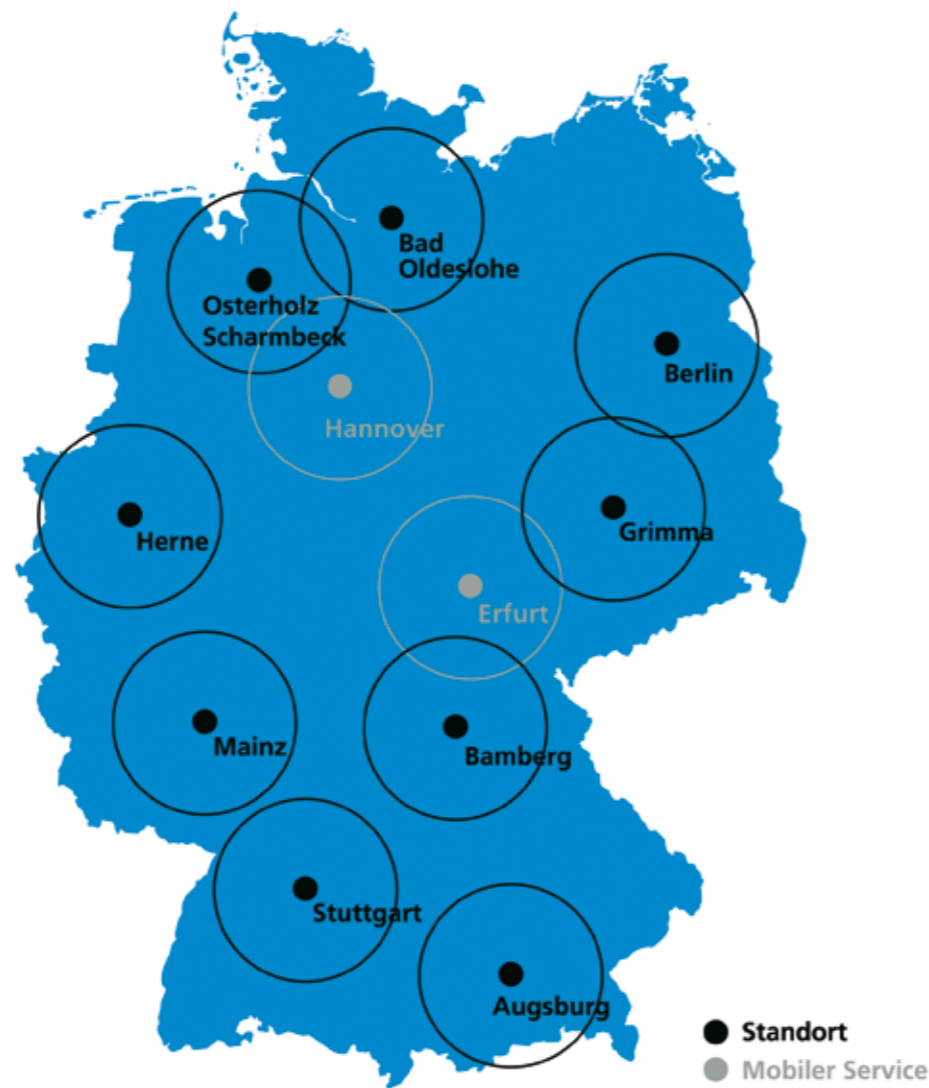 Bad
Oldeslohe
Osterholz
Scharmbeck
Berlin
Hannover
Herne
Grimma
Erfurt
Mainz
Bamberg
Stuttgart
Augsburg
Standort
Mobiler Service